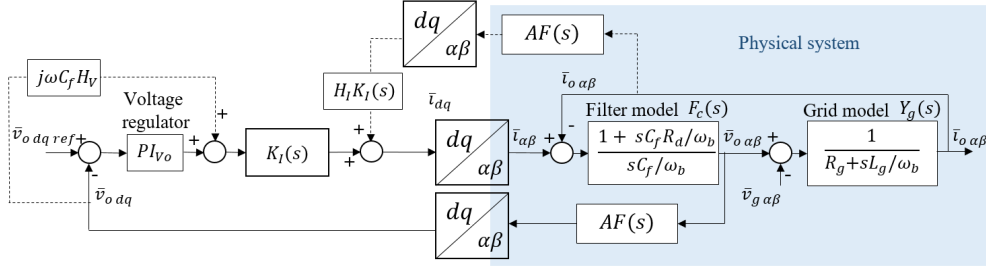 dq
αβ
AF(s)
Physical system
jωC_f H_V
H_I K_I(s)
Voltage
regulator
+
+
ī_dq
Filter model F_c(s)
Grid model Y_g(s)
v̄_o dq ref
+
-
PI_Vo
+
K_I(s)
+
dq
αβ
ī_αβ
+
-
1 + sC_f R_d/ω_b
sC_f/ω_b
v̄_o αβ
+
-
1
R_g+sL_g/ω_b
ī_o αβ
v̄_o dq
v̄_g αβ
dq
αβ
AF(s)